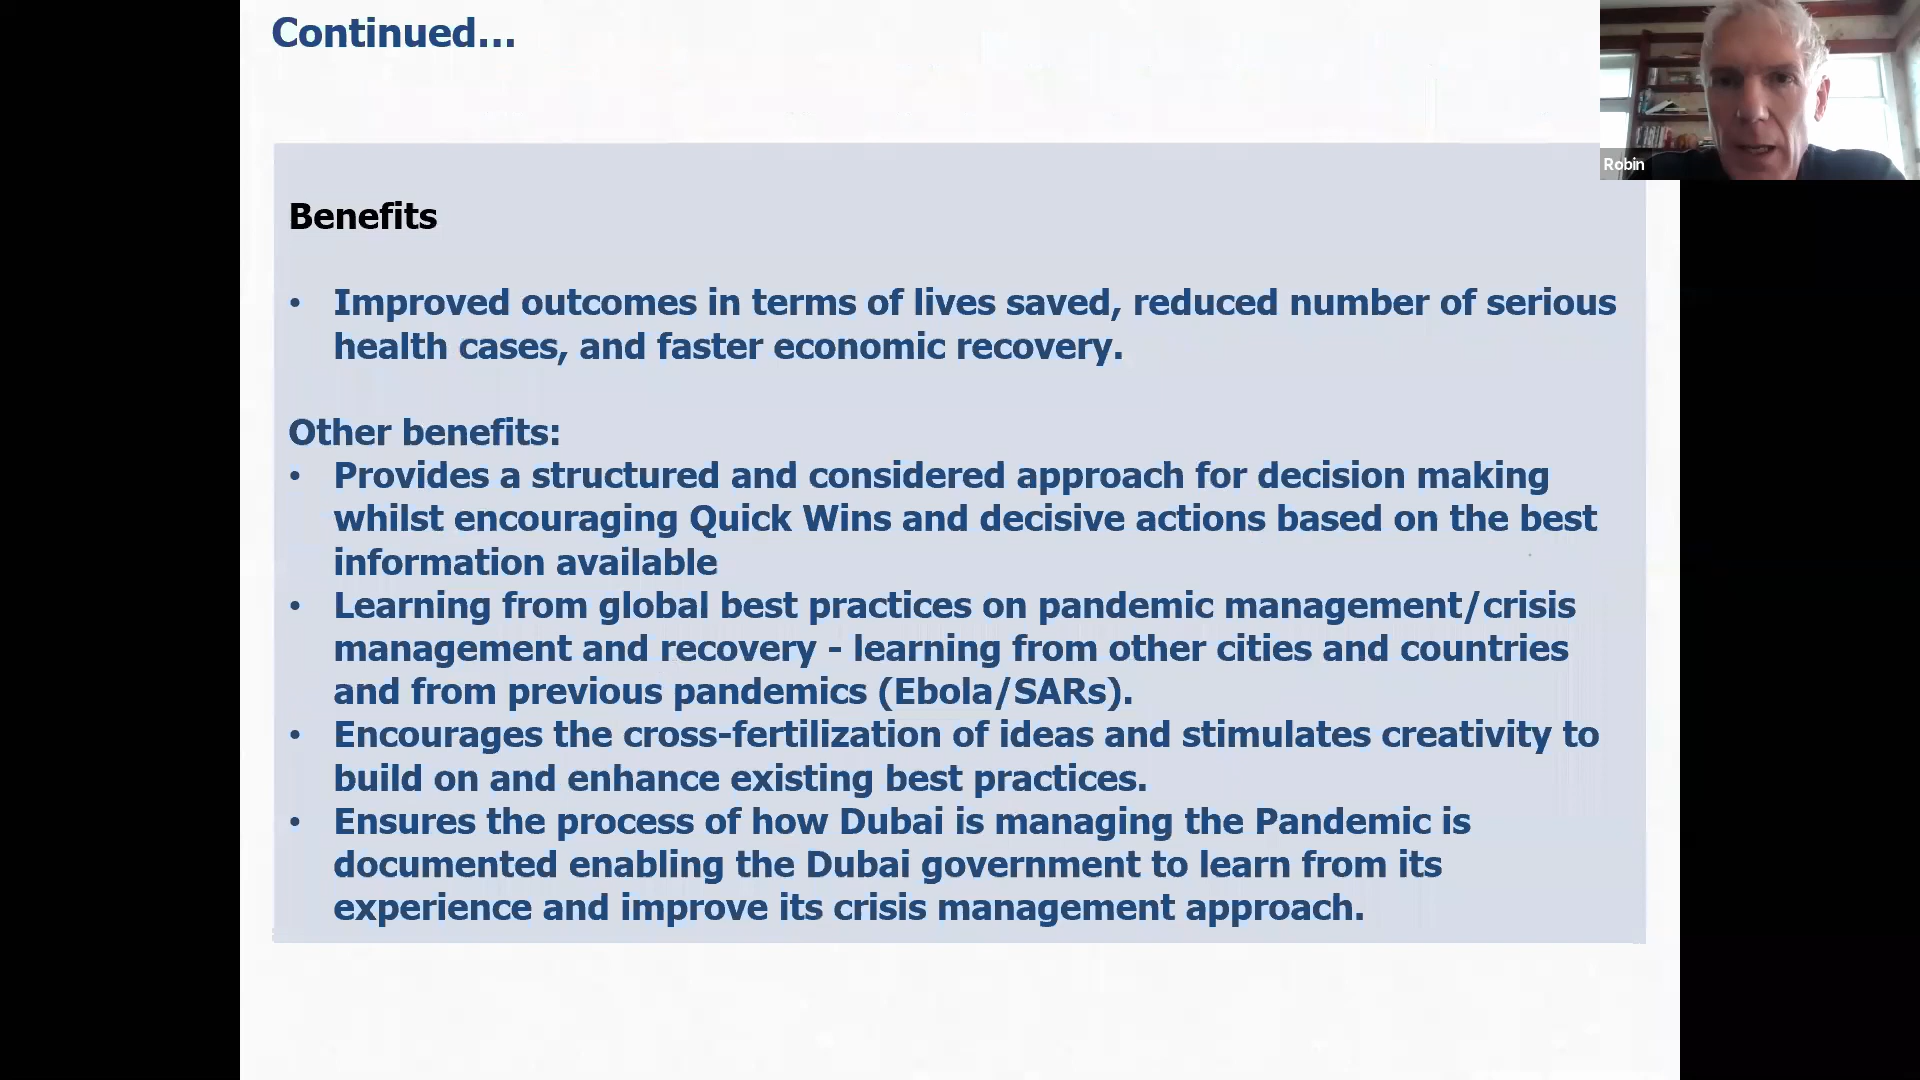 Continued...
Robin
Benefits
• Improved outcomes in terms of lives saved, reduced number of serious
health cases, and faster economic recovery.
Other benefits:
• Provides a structured and considered approach for decision making
whilst encouraging Quick Wins and decisive actions based on the best
information available
• Learning from global best practices on pandemic management/crisis
management and recovery - learning from other cities and countries
and from previous pandemics (Ebola/SARs).
• Encourages the cross-fertilization of ideas and stimulates creativity to
build on and enhance existing best practices.
• Ensures the process of how Dubai is managing the Pandemic is
documented enabling the Dubai government to learn from its
experience and improve its crisis management approach.